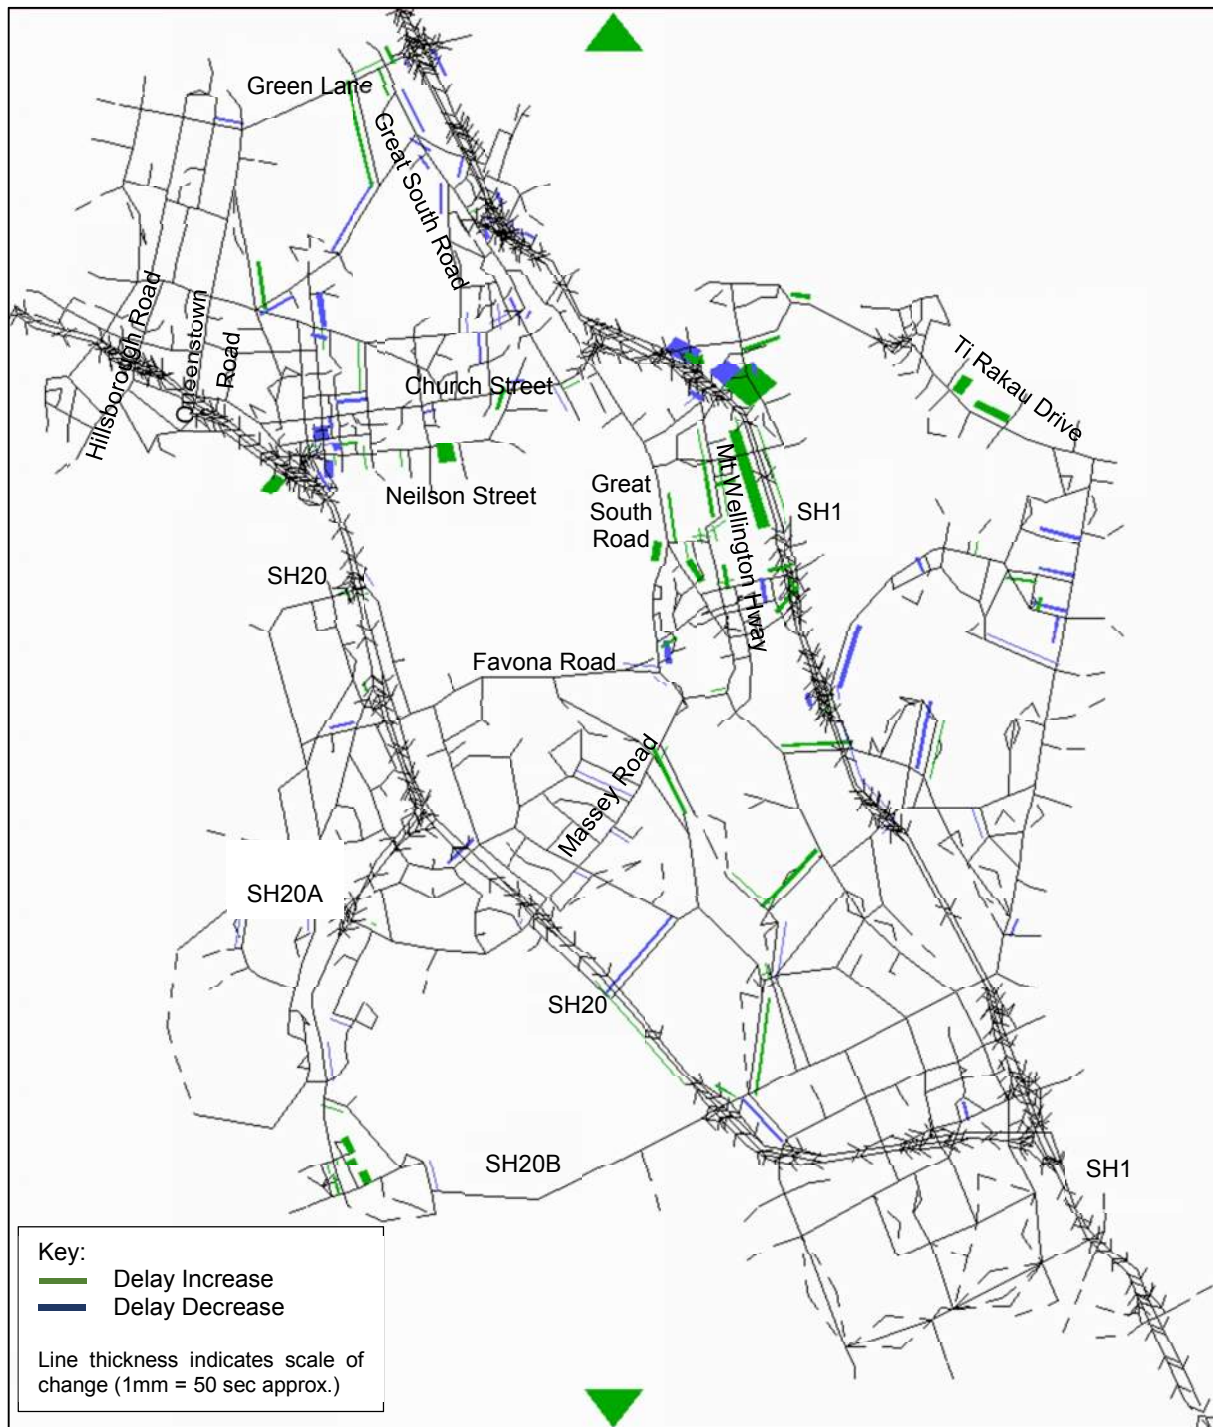 Green Lane
Great South Road
Hillsborough Road
Queenstown
Road
Church Street
Ti Rakau Drive
Neilson Street
Great
South
Road
Mt Wellington Hway
SH1
SH20
Favona Road
Massey Road
SH20A
SH20
SH20B
SH1
Key:
Delay Increase
Delay Decrease
Line thickness indicates scale of
change (1mm = 50 sec approx.)